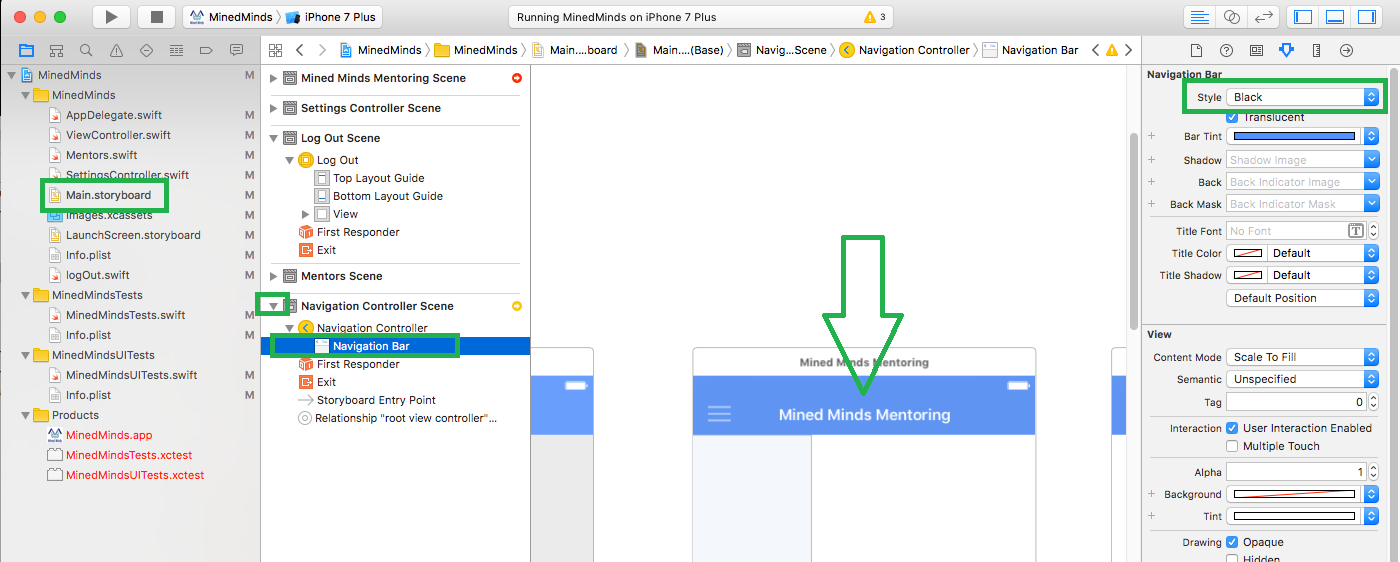 MinedMinds
iPhone 7 Plus
Running MinedMinds on iPhone 7 Plus
3
MinedMinds
MinedMinds
Main....board
Main....(Base)
Navig...Scene
Navigation Controller
Navigation Bar
MinedMinds M
MinedMinds
AppDelegate.swift M
ViewController.swift M
Mentors.swift M
SettingsController.swift M
Main.storyboard M
Images.xcassets M
LaunchScreen.storyboard M
Info.plist M
logOut.swift M
MinedMindsTests
MinedMindsTests.swift M
Info.plist M
MinedMindsUITests
MinedMindsUITests.swift M
Info.plist M
Products
MinedMinds.app
MinedMindsTests.xctest
MinedMindsUITests.xctest
Mined Minds Mentoring Scene
Settings Controller Scene
Log Out Scene
Log Out
Top Layout Guide
Bottom Layout Guide
View
First Responder
Exit
Mentors Scene
Navigation Controller Scene
Navigation Controller
Navigation Bar
First Responder
Exit
Storyboard Entry Point
Relationship "root view controller"...
Mined Minds Mentoring
Mined Minds Mentoring
Navigation Bar
Style Black
Translucent
Bar Tint
Shadow Shadow Image
Back Back Indicator Image
Back Mask Back Indicator Mask
Title Font No Font T
Title Color Default
Title Shadow Default
Default Position
View
Content Mode Scale To Fill
Semantic Unspecified
Tag 0
Interaction User Interaction Enabled
Multiple Touch
Alpha 1
Background
Tint
Drawing Opaque
Hidden